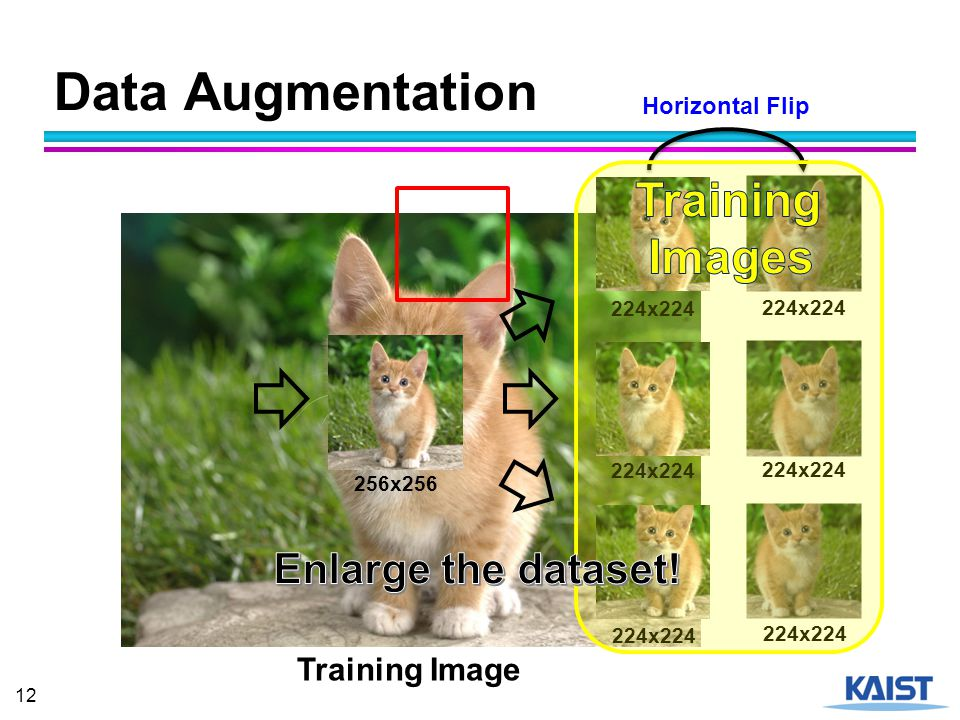 Data Augmentation
Horizontal Flip
Training
Images
224x224
224x224
256x256
224x224
224x224
Enlarge the dataset!
224x224
224x224
Training Image
12
KAIST